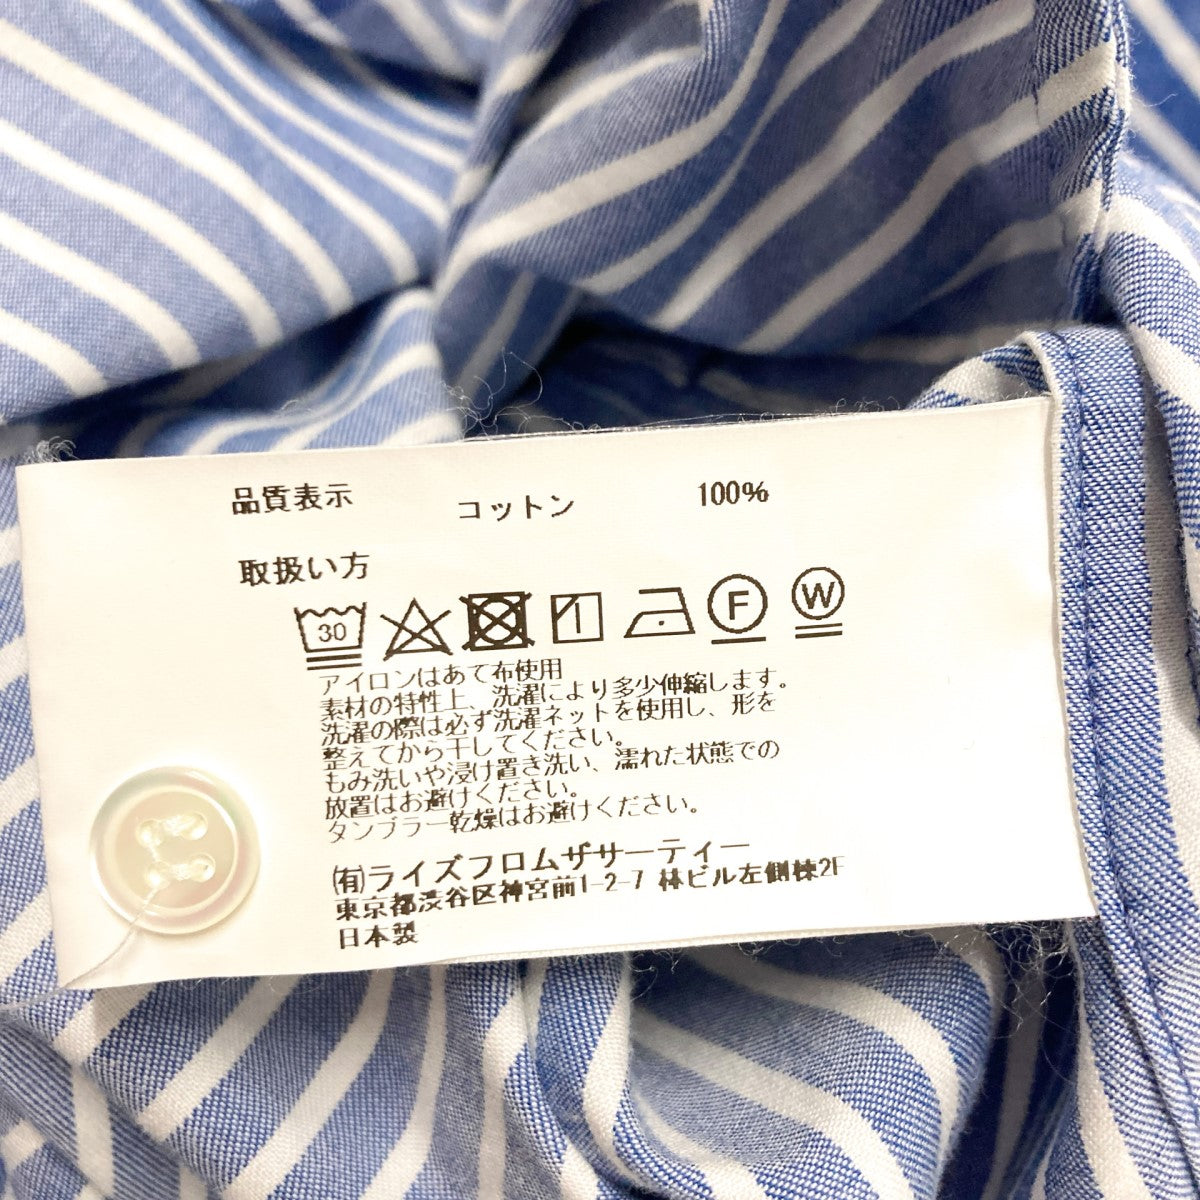 品質表示 コットン 100%
取扱い方
30 F W
アイロンはあて布使用
素材の特性上、洗濯により多少伸縮します。
洗濯の際は必ず洗濯ネットを使用し、形を
整えてから干してください。
もみ洗いや浸け置き洗い、濡れた状態での
放置はお避けください。
タンブラー乾燥はお避けください。
㈲ライズフロムザサーティー
東京都渋谷区神宮前1-2-7 林ビル左側棟2F
日本製